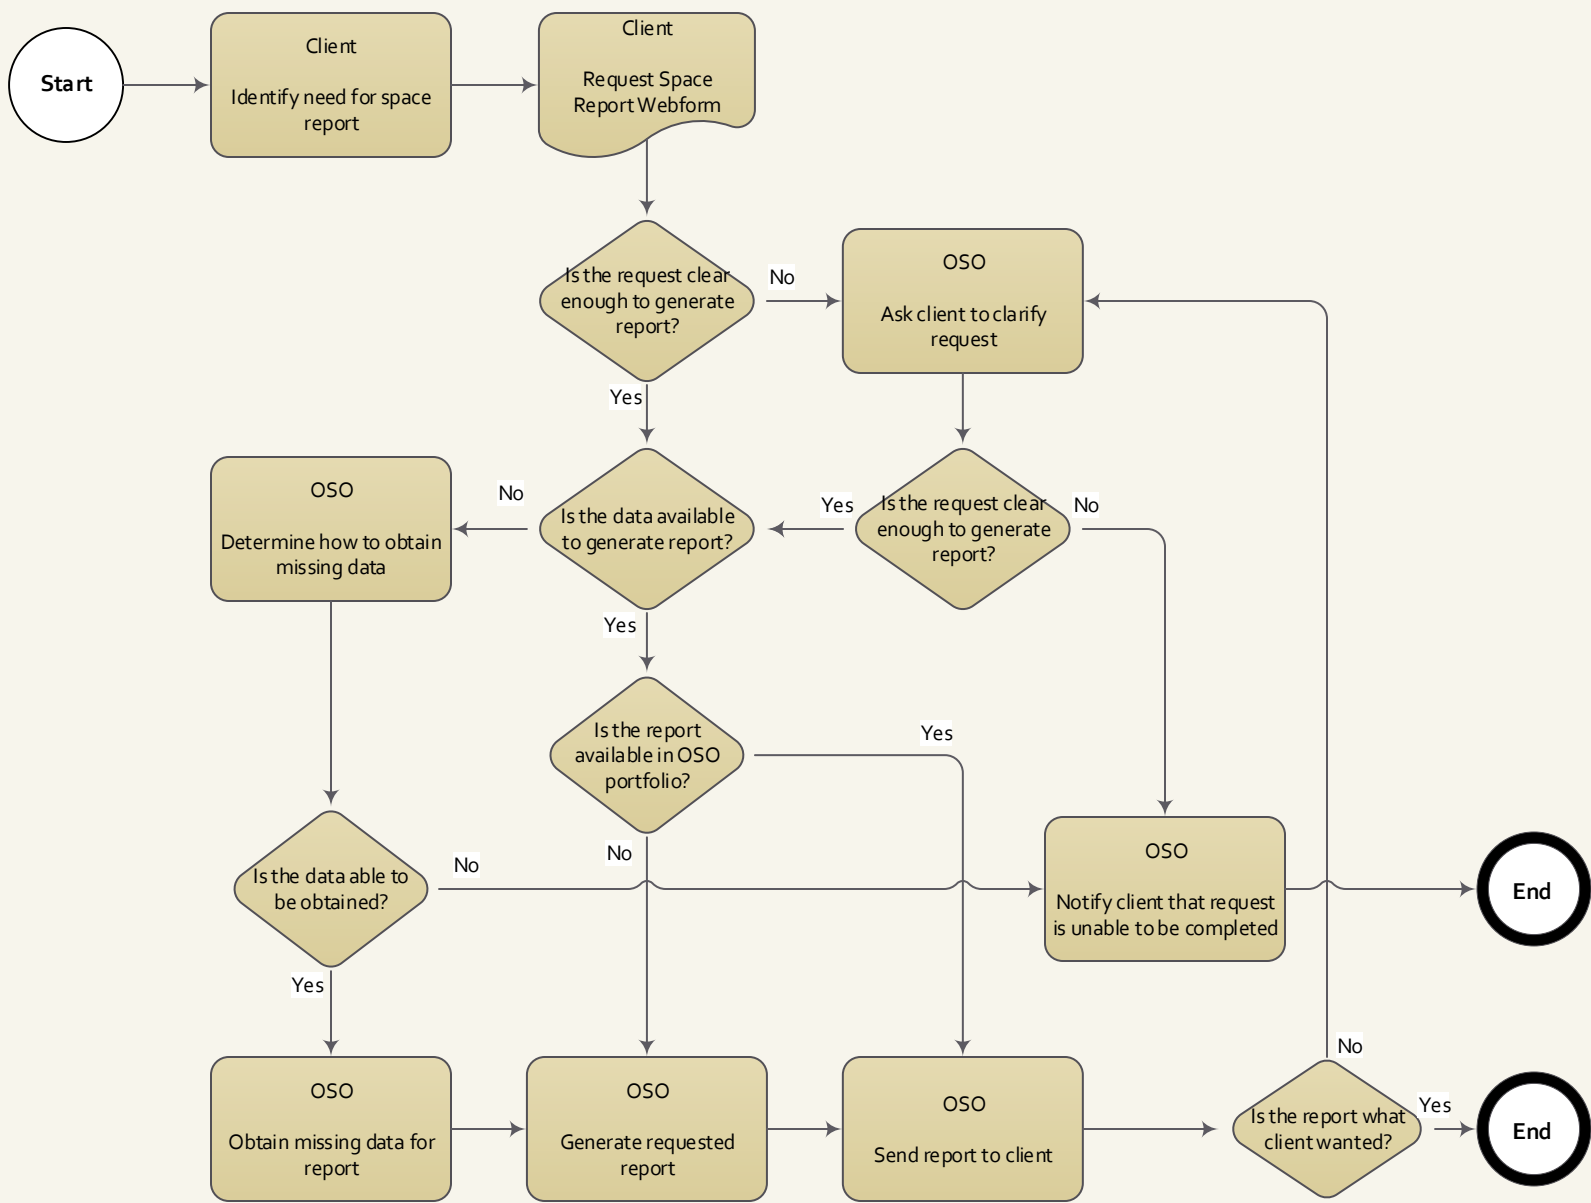 Start
Client
Identify need for space
report
Client
Request Space
Report Webform
Is the request clear
enough to generate
report?
No
OSO
Ask client to clarify
request
Yes
OSO
Determine how to obtain
missing data
No
Is the data available
to generate report?
Yes
Is the request clear
enough to generate
report?
No
Yes
Is the report
available in OSO
portfolio?
Yes
No
Is the data able to
be obtained?
No
OSO
Notify client that request
is unable to be completed
End
Yes
OSO
Obtain missing data for
report
OSO
Generate requested
report
OSO
Send report to client
No
Is the report what
client wanted?
Yes
End